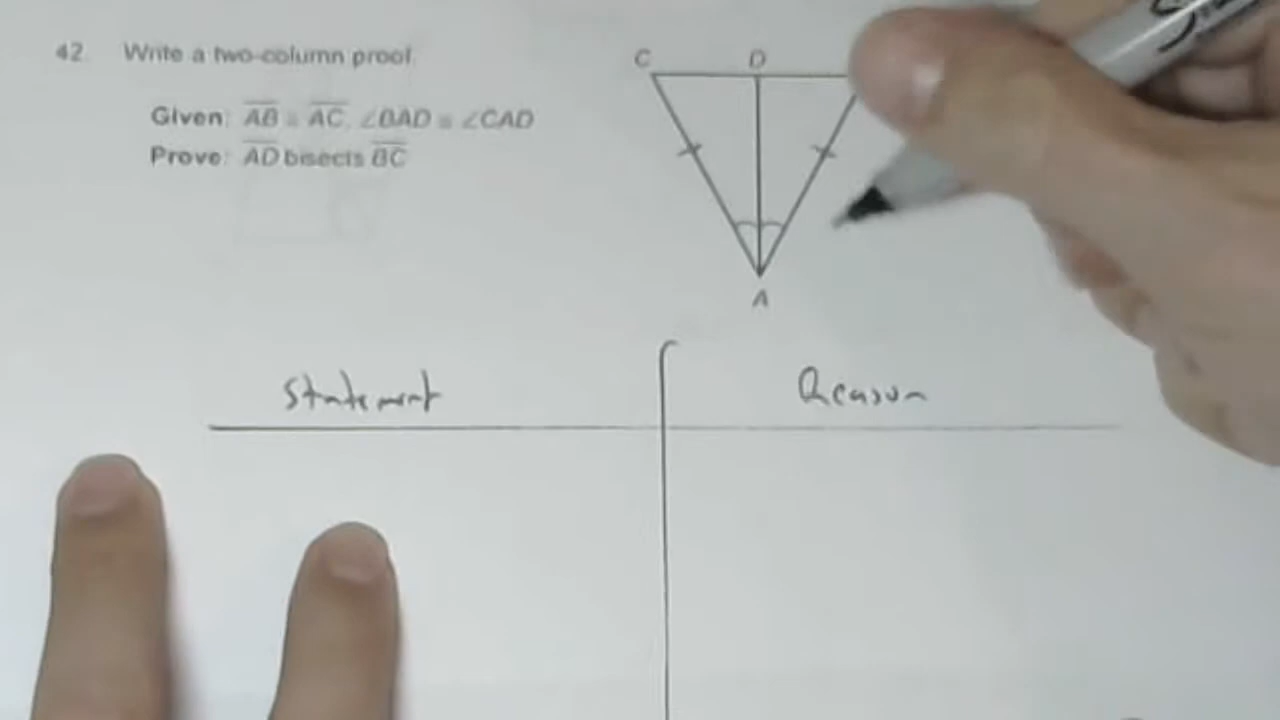 42. Write a two-column proof.
Given: AB ≅ AC, ∠BAD ≅ ∠CAD
Prove: AD bisects BC
C D
A
Statement Reason